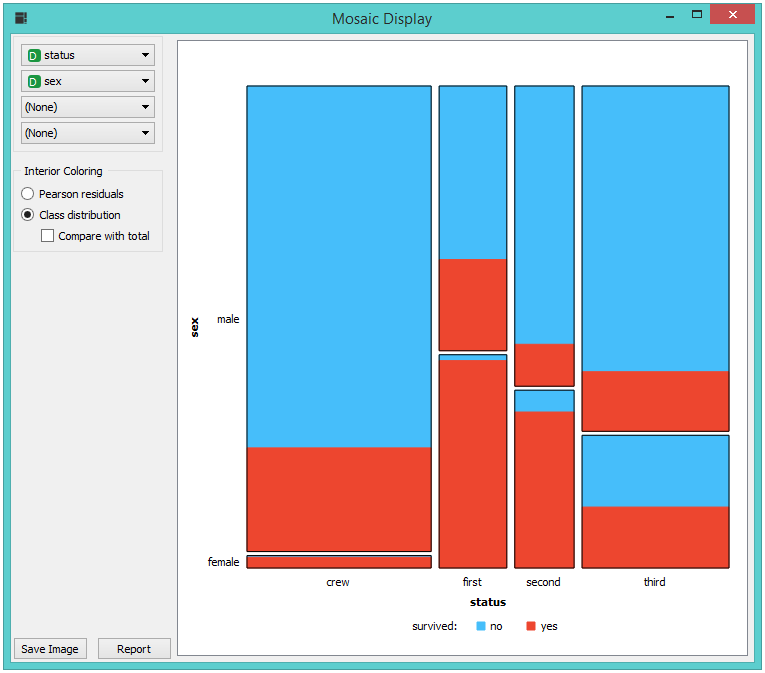 Mosaic Display
D status
D sex
(None)
(None)
Interior Coloring
Pearson residuals
Class distribution
Compare with total
Save Image
Report
sex
male
female
crew first second third
status
survived: no yes